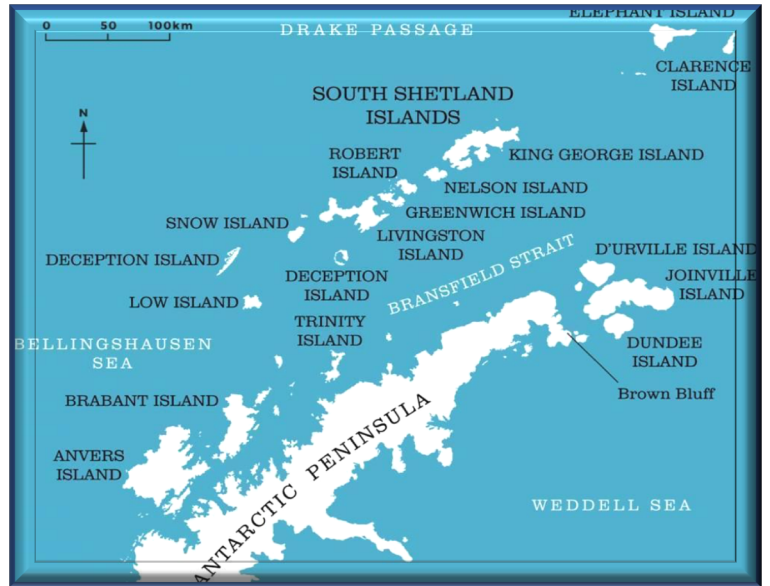 ELEPHANT ISLAND
0 50 100km
DRAKE PASSAGE
CLARENCE
ISLAND
SOUTH SHETLAND
ISLANDS
N
ROBERT
ISLAND
KING GEORGE ISLAND
NELSON ISLAND
GREENWICH ISLAND
SNOW ISLAND
LIVINGSTON
ISLAND
DECEPTION ISLAND
DECEPTION
ISLAND
BRANSFIELD STRAIT
D'URVILLE ISLAND
JOINVILLE
ISLAND
LOW ISLAND
TRINITY
ISLAND
BELLINGSHAUSEN
SEA
DUNDEE
ISLAND
Brown Bluff
BRABANT ISLAND
ANVERS
ISLAND
ANTARCTIC PENINSULA
WEDDELL SEA